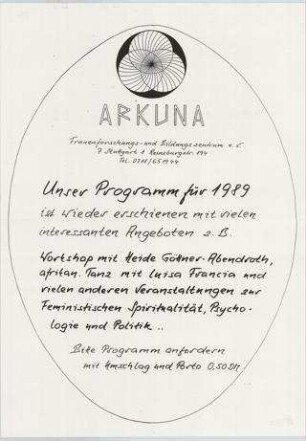 ARKUNA
Frauenforschungs- und Bildungszentrum e.V.
7 Stuttgart 1 Reinsburgstr. 194
Tel. 0711/651944
Unser Programm für 1989
ist wieder erschienen mit vielen
interessanten Angeboten z.B.
Workshop mit Heide Göttner-Abendroth,
afrikan. Tanz mit Luisa Francia und
vielen anderen Veranstaltungen zur
Feministischen Spiritualität, Psycho-
logie und Politik ..
Bitte Programm anfordern
mit Umschlag und Porto 0,50 DM